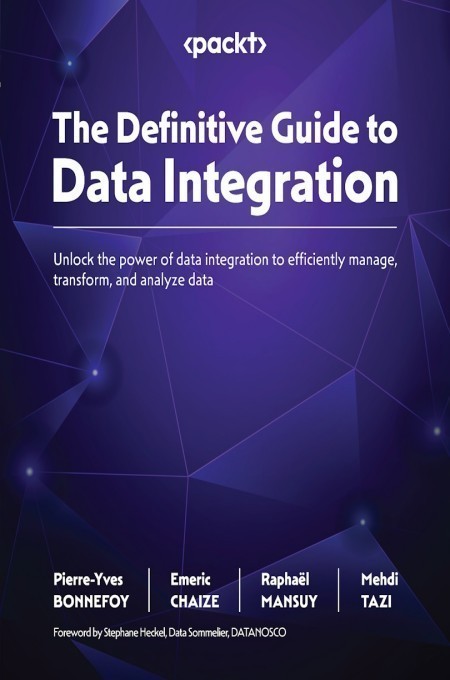 <packt>
The Definitive Guide to
Data Integration
Unlock the power of data integration to efficiently manage,
transform, and analyze data
Pierre-Yves
BONNEFOY
Emeric
CHAIZE
Raphaël
MANSUY
Mehdi
TAZI
Foreword by Stephane Heckel, Data Sommelier, DATANOSCO